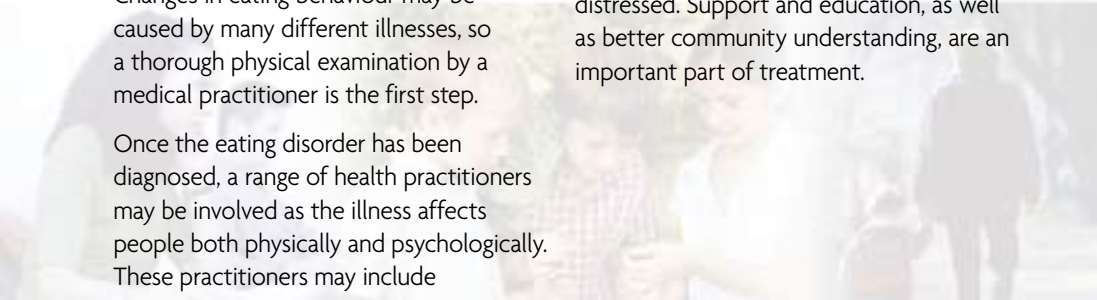 Changes in eating behaviour may be
caused by many different illnesses, so
a thorough physical examination by a
medical practitioner is the first step.
Once the eating disorder has been
diagnosed, a range of health practitioners
may be involved as the illness affects
people both physically and psychologically.
These practitioners may include
distressed. Support and education, as well
as better community understanding, are an
important part of treatment.